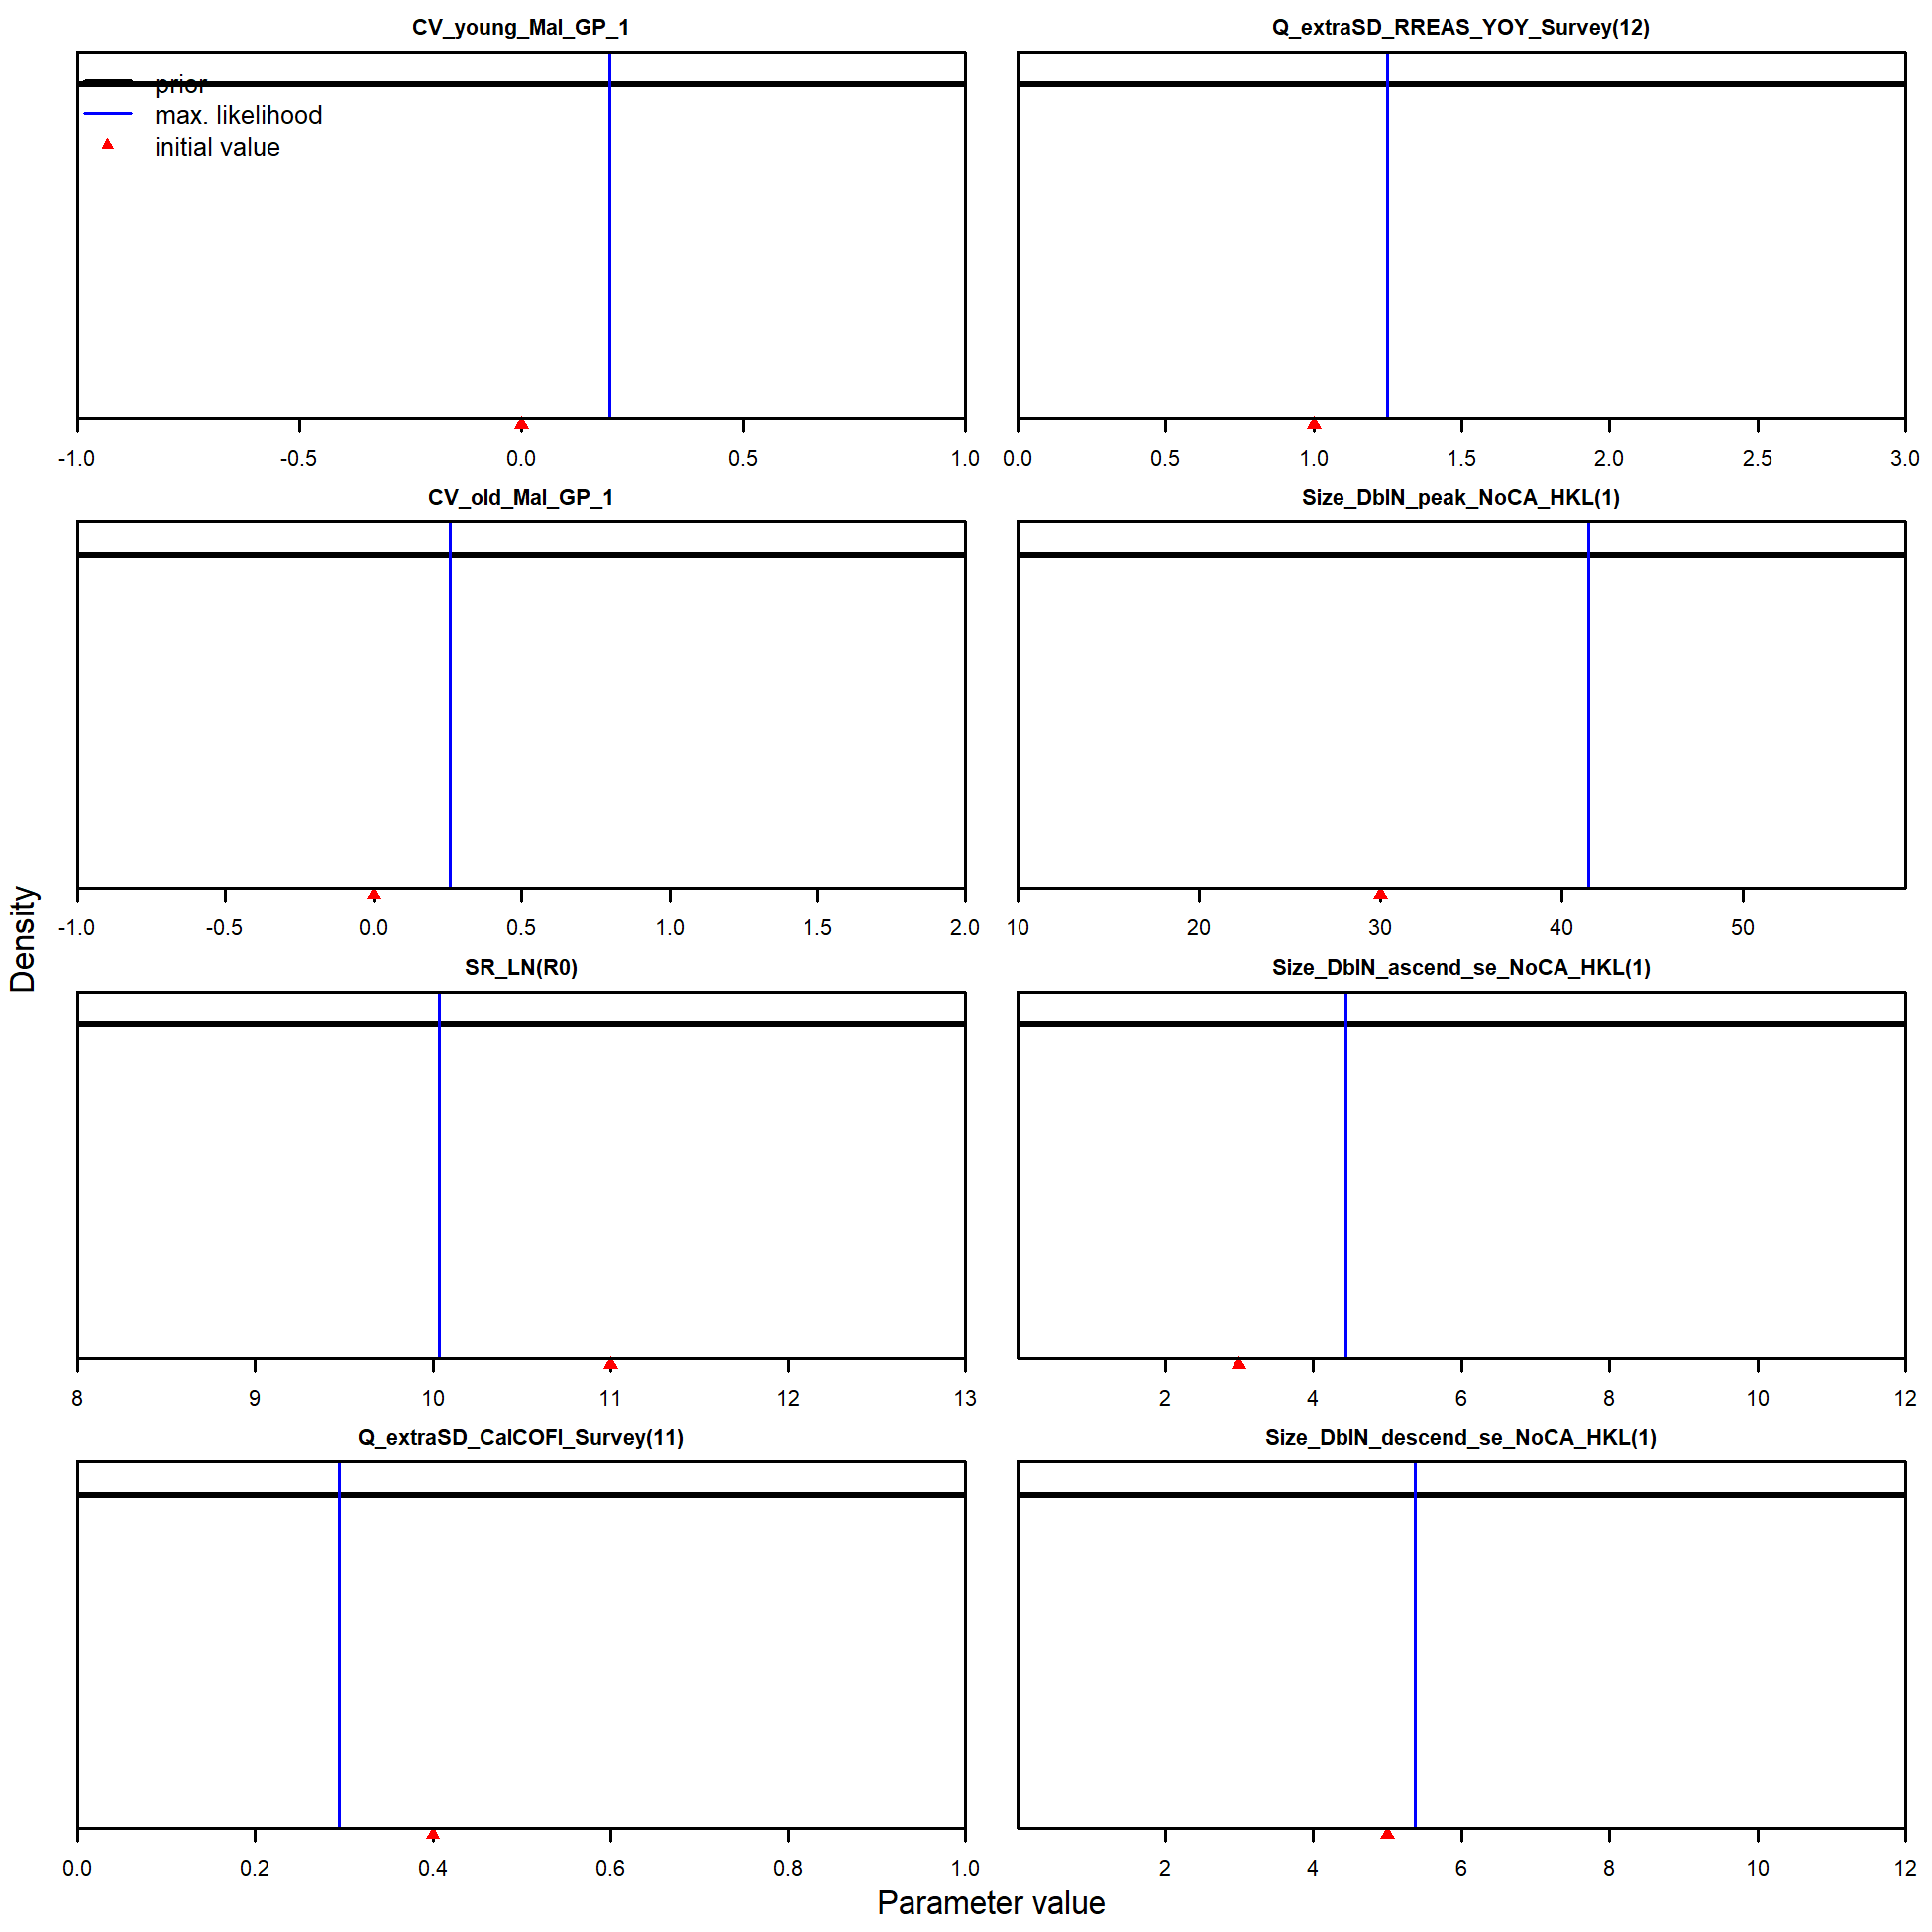 CV_young_Mal_GP_1
prior
max. likelihood
initial value
-1.0 -0.5 0.0 0.5 1.0
Q_extraSD_RREAS_YOY_Survey(12)
0.0 0.5 1.0 1.5 2.0 2.5 3.0
CV_old_Mal_GP_1
-1.0 -0.5 0.0 0.5 1.0 1.5 2.0
Size_DblN_peak_NoCA_HKL(1)
10 20 30 40 50
SR_LN(R0)
8 9 10 11 12 13
Size_DblN_ascend_se_NoCA_HKL(1)
2 4 6 8 10 12
Q_extraSD_CalCOFI_Survey(11)
0.0 0.2 0.4 0.6 0.8 1.0
Size_DblN_descend_se_NoCA_HKL(1)
2 4 6 8 10 12
Density
Parameter value